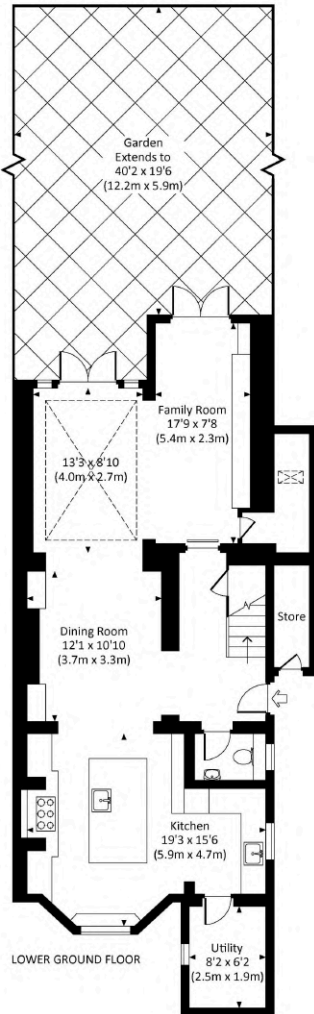 Garden
Extends to
40'2 x 19'6
(12.2m x 5.9m)
Family Room
17'9 x 7'8
(5.4m x 2.3m)
13'3 x 8'10
(4.0m x 2.7m)
Dining Room
12'1 x 10'10
(3.7m x 3.3m)
Store
Kitchen
19'3 x 15'6
(5.9m x 4.7m)
Utility
8'2 x 6'2
(2.5m x 1.9m)
LOWER GROUND FLOOR